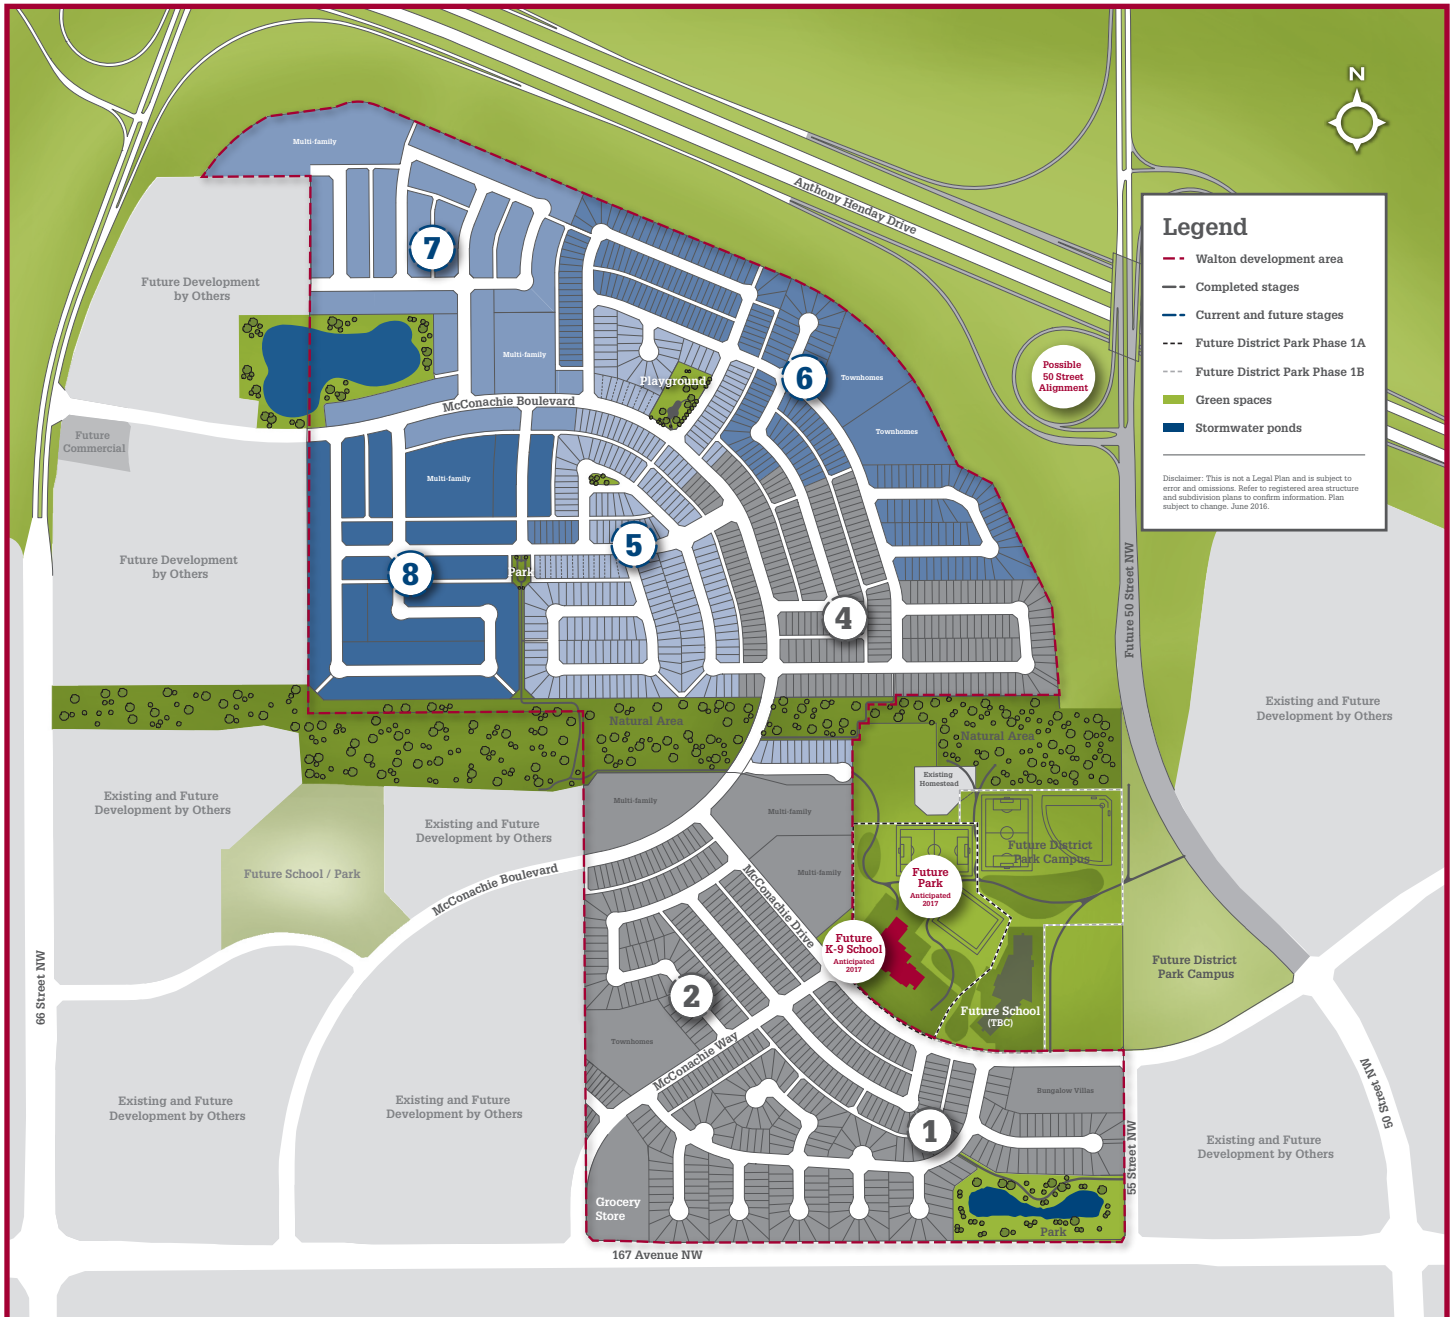 N
Multi-family
Anthony Henday Drive
Legend
Walton development area
Completed stages
Current and future stages
Future District Park Phase 1A
Future District Park Phase 1B
Green spaces
Stormwater ponds
Disclaimer: This is not a Legal Plan and is subject to
error and omissions. Refer to registered area structure
and subdivision plans to confirm information. Plan
subject to change. June 2016.
7
Future Development
by Others
Multi-family
Playground
6
Townhomes
Possible
50 Street
Alignment
McConachie Boulevard
Future
Commercial
Townhomes
Multi-family
5
Future Development
by Others
8
Park
4
Future 50 Street NW
Existing and Future
Development by Others
Natural Area
Natural Area
Existing
Homestead
Existing and Future
Development by Others
Multi-family
Multi-family
Existing and Future
Development by Others
Future District
Park Campus
Future School / Park
McConachie Boulevard
McConachie Drive
Multi-family
Future
Park
Anticipated
2017
Future
K-9 School
Anticipated
2017
Future District
Park Campus
66 Street NW
2
Future School
(TBC)
Townhomes
McConachie Way
Bungalow Villas
50 Street NW
Existing and Future
Development by Others
Existing and Future
Development by Others
1
55 Street NW
Existing and Future
Development by Others
Grocery
Store
Park
167 Avenue NW